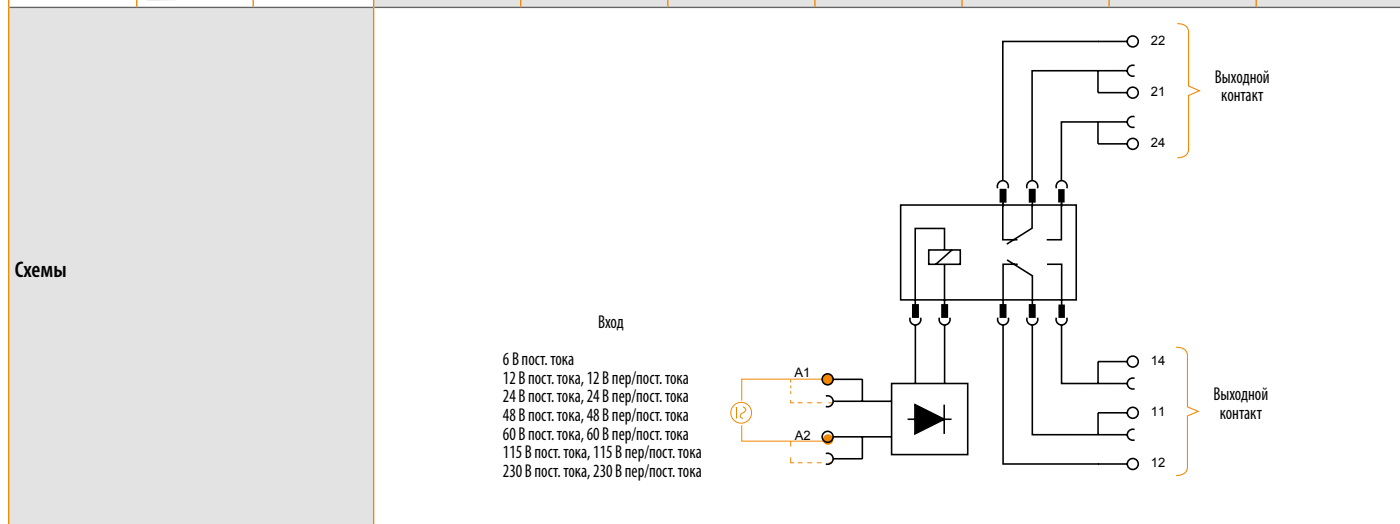 Схемы
Вход
6 В пост. тока
12 В пост. тока, 12 В пер/пост. тока
24 В пост. тока, 24 В пер/пост. тока
48 В пост. тока, 48 В пер/пост. тока
60 В пост. тока, 60 В пер/пост. тока
115 В пост. тока, 115 В пер/пост. тока
230 В пост. тока, 230 В пер/пост. тока
A1
A2
22
21
24
Выходной
контакт
14
11
12
Выходной
контакт